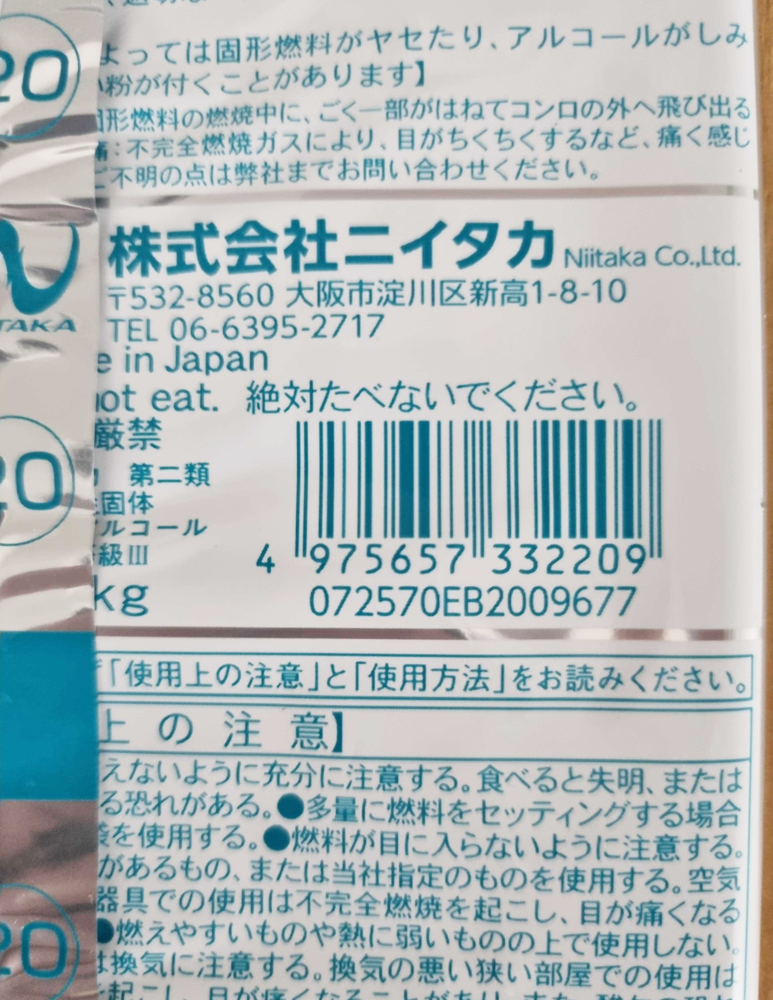 よっては固形燃料がヤセたり、アルコールがしみ
粉が付くことがあります】
形燃料の燃焼中に、ごく一部がはねてコンロの外へ飛び出る
：不完全燃焼ガスにより、目がちくちくするなど、痛く感じ
ご不明の点は弊社までお問い合わせください。
株式会社ニイタカ Niitaka Co.,Ltd.
〒532-8560 大阪市淀川区新高1-8-10
TAKA
TEL 06-6395-2717
e in Japan
not eat. 絶対たべないでください。
厳禁
第二類
固体
ルコール
級III
kg
20
20
20
4 975657 332209
072570EB2009677
「使用上の注意」と「使用方法」をお読みください。
上の注意】
えないように充分に注意する。食べると失明、または
る恐れがある。●多量に燃料をセッティングする場合
を使用する。●燃料が目に入らないように注意する。
があるもの、または当社指定のものを使用する。空気
器具での使用は不完全燃焼を起こし、目が痛くなる
●燃えやすいものや熱に弱いものの上で使用しない。
は換気に注意する。換気の悪い狭い部屋での使用は